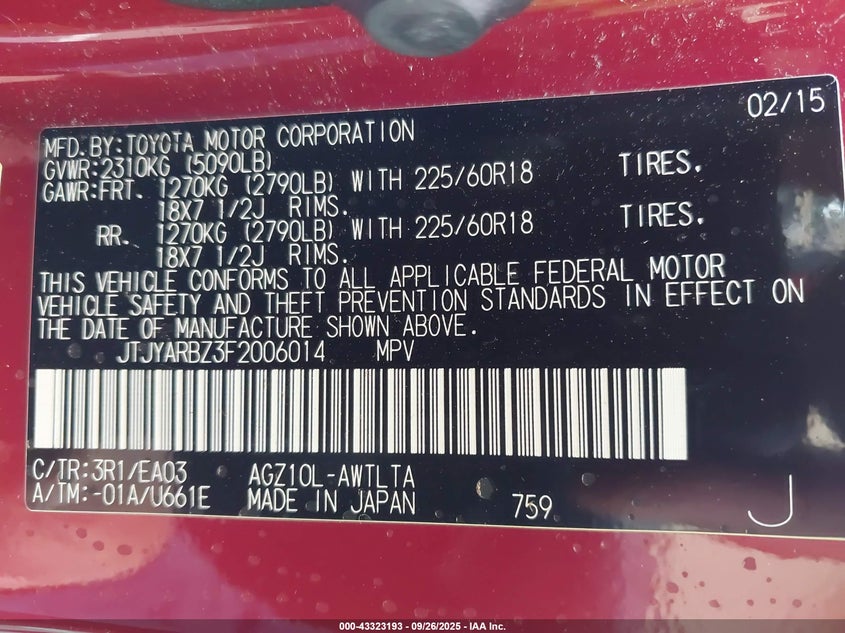 02/15
MFD.BY:TOYOTA MOTOR CORPORATION
GVWR:2310KG (5090LB)
GAWR:FRT. 1270KG (2790LB) WITH 225/60R18 TIRES.
18X7 1/2J RIMS.
RR. 1270KG (2790LB) WITH 225/60R18 TIRES.
18X7 1/2J RIMS.
THIS VEHICLE CONFORMS TO ALL APPLICABLE FEDERAL MOTOR
VEHICLE SAFETY AND THEFT PREVENTION STANDARDS IN EFFECT ON
THE DATE OF MANUFACTURE SHOWN ABOVE.
JTJYARBZ3F2006014 MPV
C/TR:3R1/EA03 AGZ10L-AWTLTA
A/TM:-01A/U661E MADE IN JAPAN 759 J
000-43323193 - 09/26/2025 - IAA Inc.